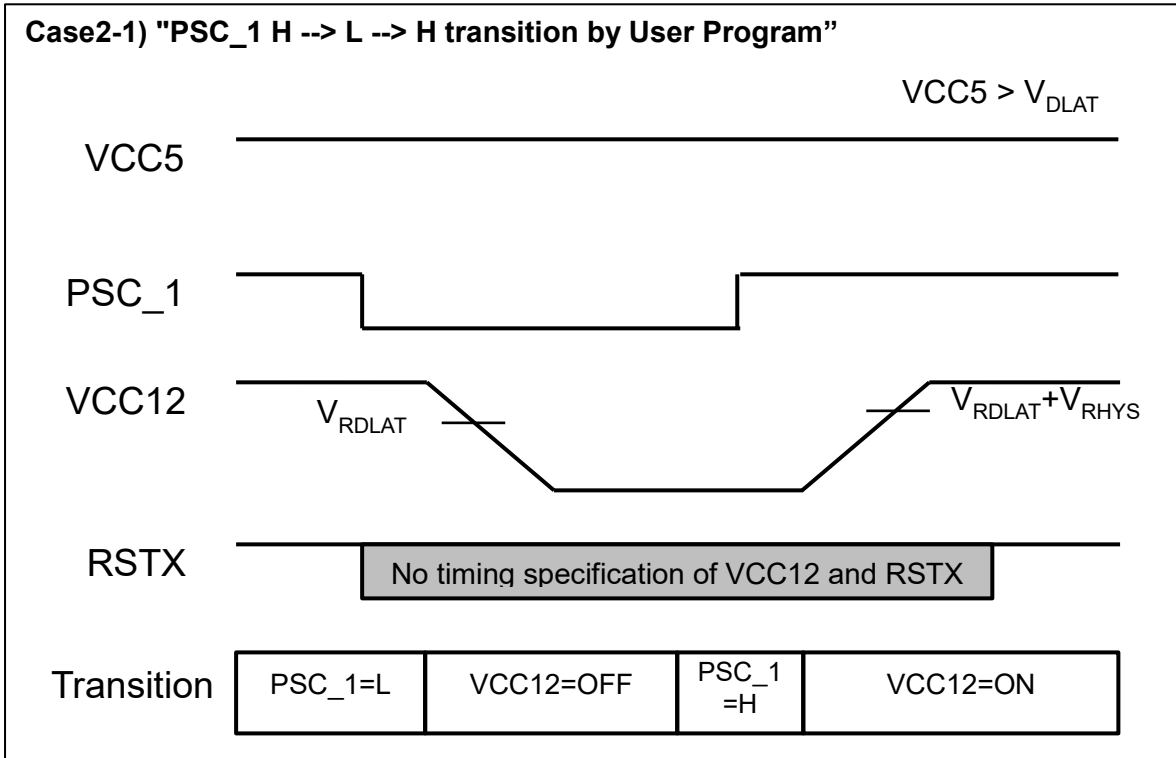 Case2-1) "PSC_1 H --> L --> H transition by User Program”
VCC5 > VDLAT
VCC5
PSC_1
VCC12
VRDLAT
VRDLAT+VRHYS
RSTX
No timing specification of VCC12 and RSTX
Transition
PSC_1=L
VCC12=OFF
PSC_1
=H
VCC12=ON